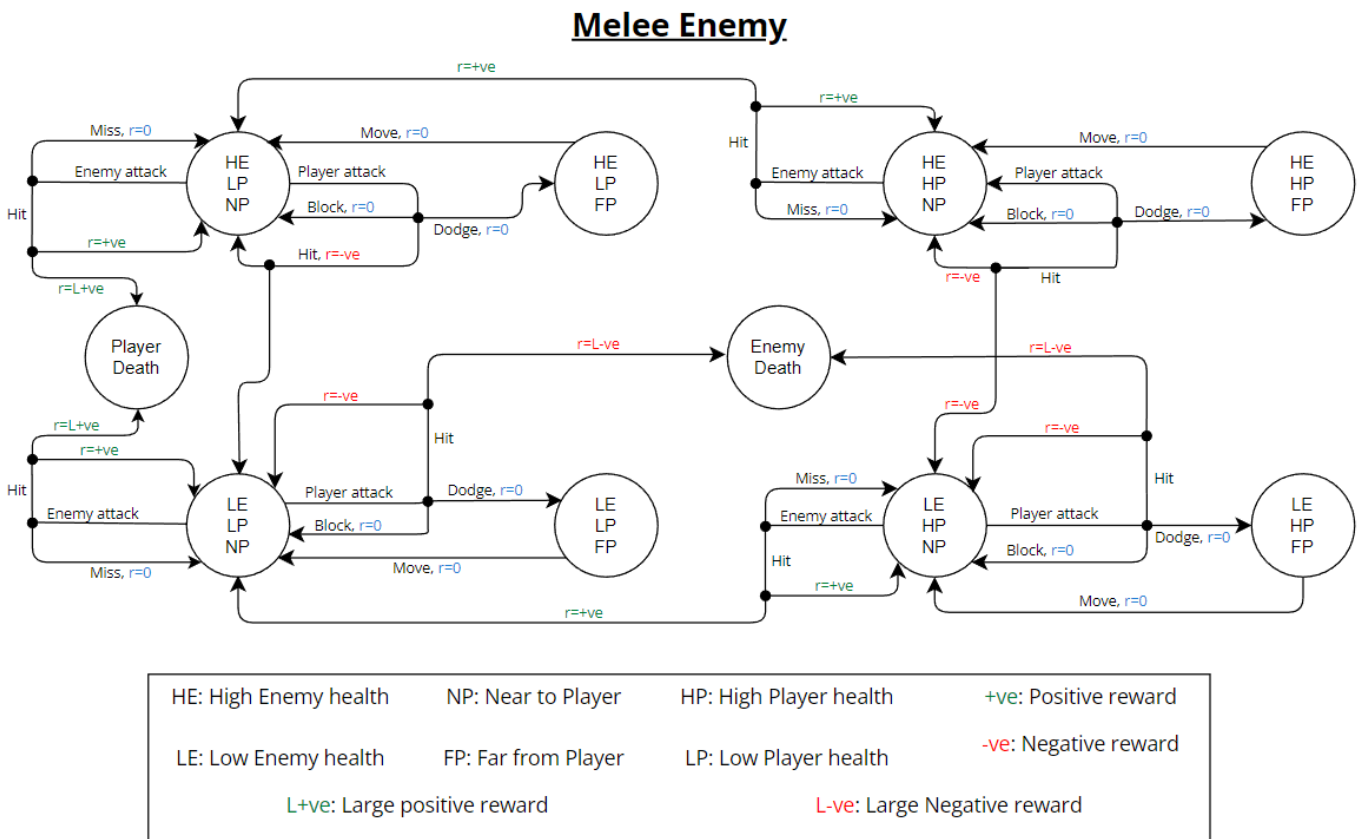 Melee Enemy
r=+ve
r=+ve
Miss, r=0
Move, r=0
Hit
Move, r=0
HE
LP
NP
HE
LP
FP
HE
HP
NP
HE
HP
FP
Enemy attack
Player attack
Enemy attack
Player attack
Hit
Block, r=0
Dodge, r=0
Miss, r=0
Block, r=0
Dodge, r=0
r=+ve
Hit, r=-ve
r=-ve
Hit
r=L+ve
Player
Death
r=L-ve
Enemy
Death
r=L-ve
r=-ve
r=-ve
r=L+ve
r=-ve
r=+ve
Hit
Hit
Miss, r=0
Hit
Player attack
Dodge, r=0
LE
LP
NP
LE
LP
FP
LE
HP
NP
LE
HP
FP
Enemy attack
Block, r=0
Enemy attack
Player attack
Dodge, r=0
Miss, r=0
Move, r=0
Hit
Block, r=0
r=+ve
r=+ve
Move, r=0
HE: High Enemy health
NP: Near to Player
HP: High Player health
+ve: Positive reward
LE: Low Enemy health
FP: Far from Player
LP: Low Player health
-ve: Negative reward
L+ve: Large positive reward
L-ve: Large Negative reward